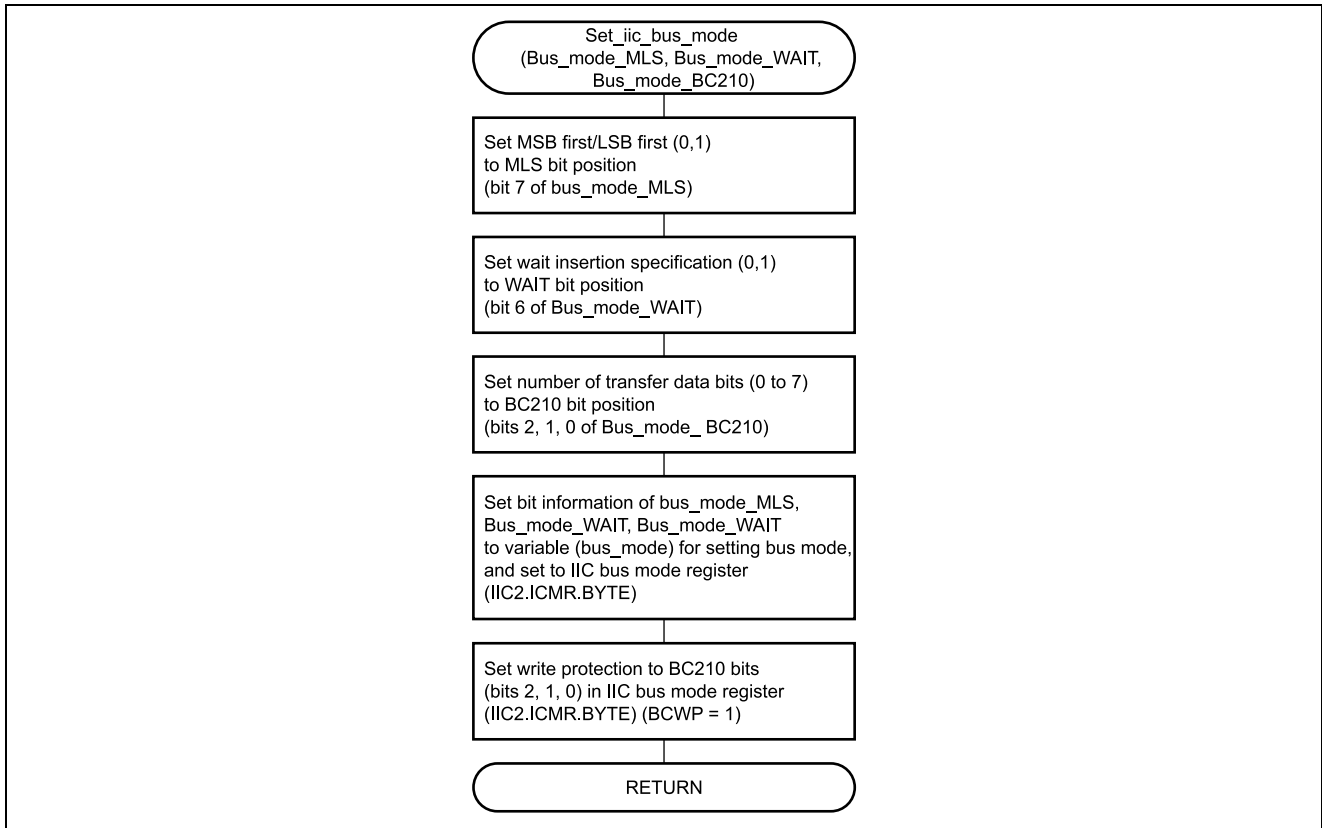 Set_iic_bus_mode
(Bus_mode_MLS, Bus_mode_WAIT,
Bus_mode_BC210)
Set MSB first/LSB first (0,1)
to MLS bit position
(bit 7 of bus_mode_MLS)
Set wait insertion specification (0,1)
to WAIT bit position
(bit 6 of Bus_mode_WAIT)
Set number of transfer data bits (0 to 7)
to BC210 bit position
(bits 2, 1, 0 of Bus_mode_ BC210)
Set bit information of bus_mode_MLS,
Bus_mode_WAIT, Bus_mode_WAIT
to variable (bus_mode) for setting bus mode,
and set to IIC bus mode register
(IIC2.ICMR.BYTE)
Set write protection to BC210 bits
(bits 2, 1, 0) in IIC bus mode register
(IIC2.ICMR.BYTE) (BCWP = 1)
RETURN